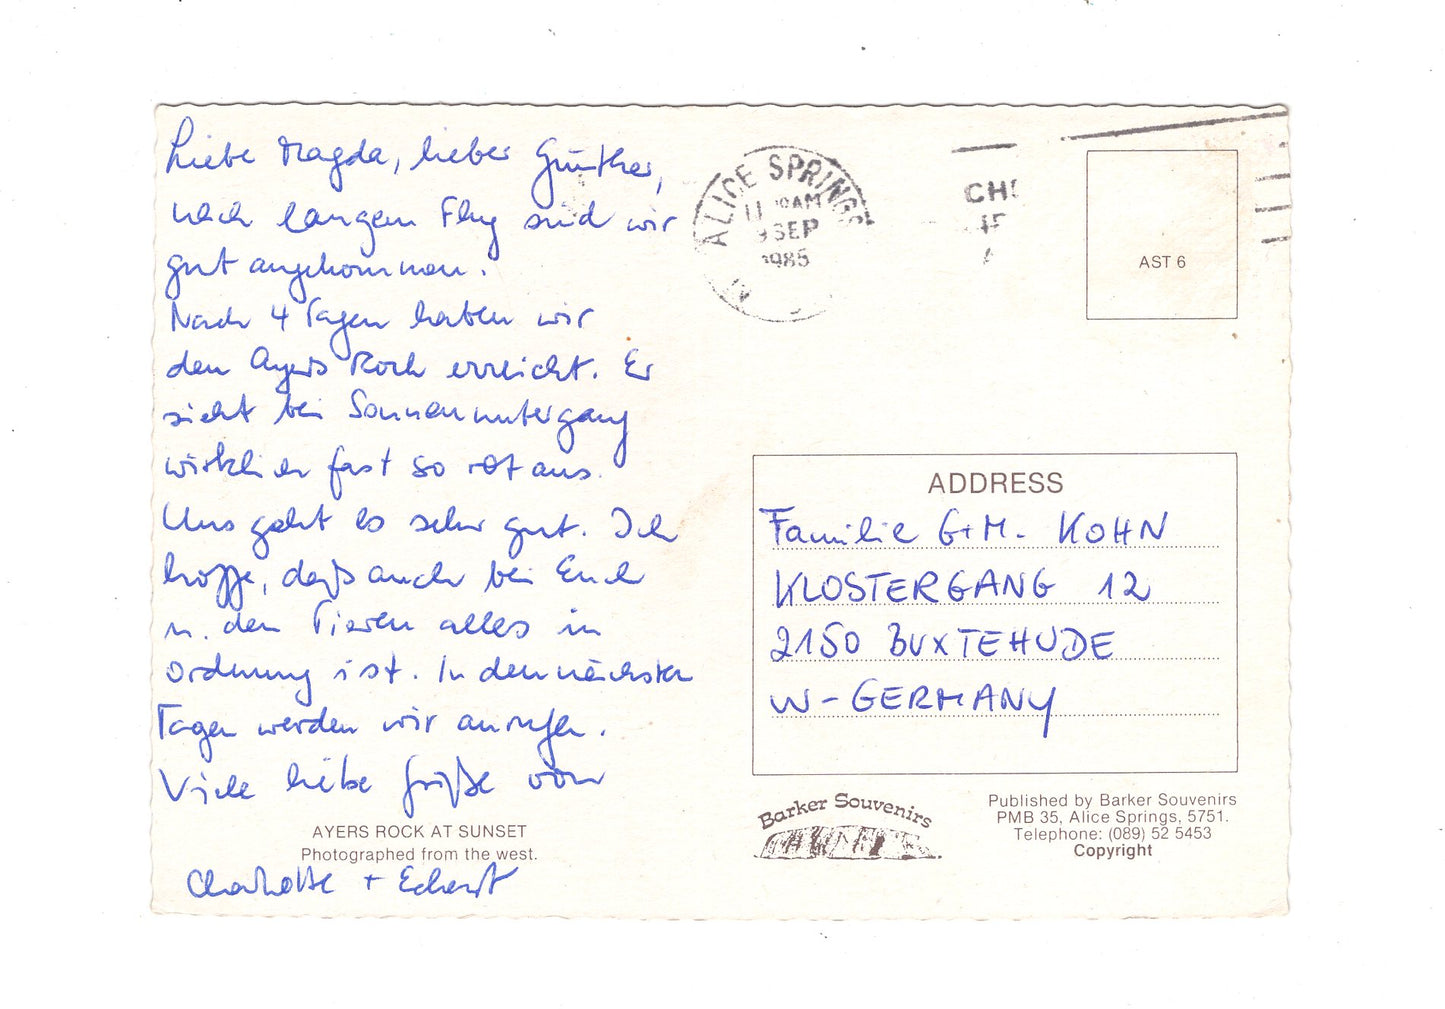 Liebe Magda, lieber Günther,
nach langem Flug sind wir
gut angekommen.
Nach 4 Tagen haben wir
den Ayers Rock erreicht. Er
sieht bei Sonnenuntergang
wirklich fast so rot aus.
Uns geht es sehr gut. Ich
hoffe, daß auch bei Euch
u. den Tieren alles in
Ordnung ist. In den nächsten
Tagen werden wir anrufen.
Viele liebe Grüße von
AYERS ROCK AT SUNSET
Photographed from the west.
Charlotte + Eckart
ALICE SPRINGS
AM
9 SEP
1985
AST 6
ADDRESS
Familie G+M. KOHN
KLOSTERGANG 12
2150 BUXTEHUDE
W-GERMANY
Barker Souvenirs
Published by Barker Souvenirs
PMB 35, Alice Springs, 5751.
Telephone: (089) 52 5453
Copyright